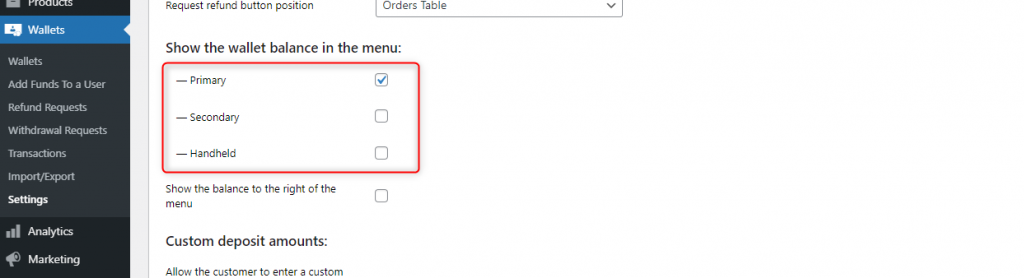 Products
Wallets
Wallets
Add Funds To a User
Refund Requests
Withdrawal Requests
Transactions
Import/Export
Settings
Analytics
Marketing
Request refund button position
Orders Table
Show the wallet balance in the menu:
— Primary
— Secondary
— Handheld
Show the balance to the right of the
menu
Custom deposit amounts:
Allow the customer to enter a custom